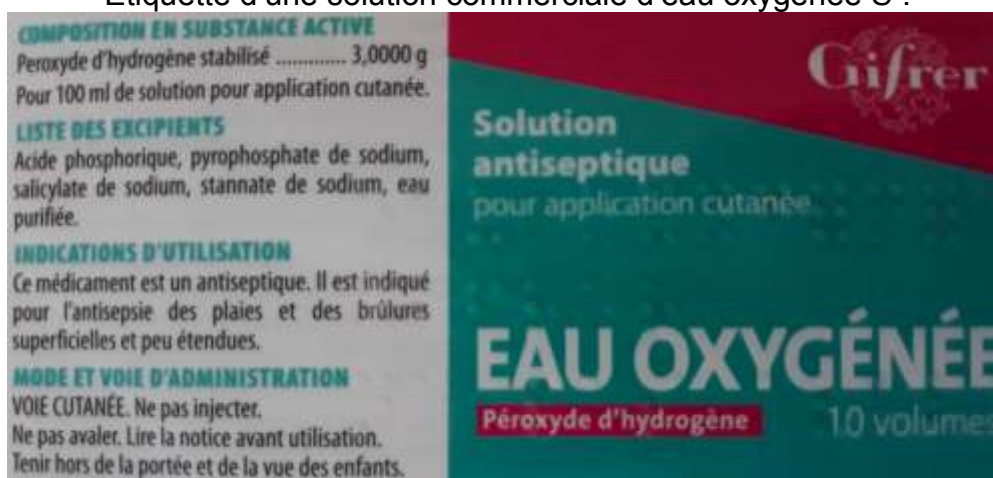 Etiquette d'une solution commerciale d'eau oxygénée S :
COMPOSITION EN SUBSTANCE ACTIVE
Peroxyde d'hydrogène stabilisé .............. 3,0000 g
Pour 100 ml de solution pour application cutanée.
LISTE DES EXCIPIENTS
Acide phosphorique, pyrophosphate de sodium,
salicylate de sodium, stannate de sodium, eau
purifiée.
INDICATIONS D'UTILISATION
Ce médicament est un antiseptique. Il est indiqué
pour l'antisepsie des plaies et des brûlures
superficielles et peu étendues.
MODE ET VOIE D'ADMINISTRATION
VOIE CUTANÉE. Ne pas injecter.
Ne pas avaler. Lire la notice avant utilisation.
Tenir hors de la portée et de la vue des enfants.
Gifrer
Solution
antiseptique
pour application cutanée
EAU OXYGÉNÉE
Péroxyde d'hydrogène
10 volumes